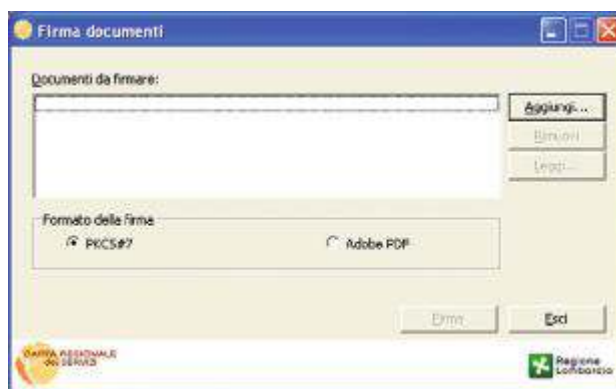 Firma documenti
Documenti da firmare:
Aggiungi...
Rimuovi
Leggi...
Formato della firma
PKCS#7
Adobe PDF
Firma
Esci
CARTA REGIONALE
dei SERVIZI
Regione
Lombardia